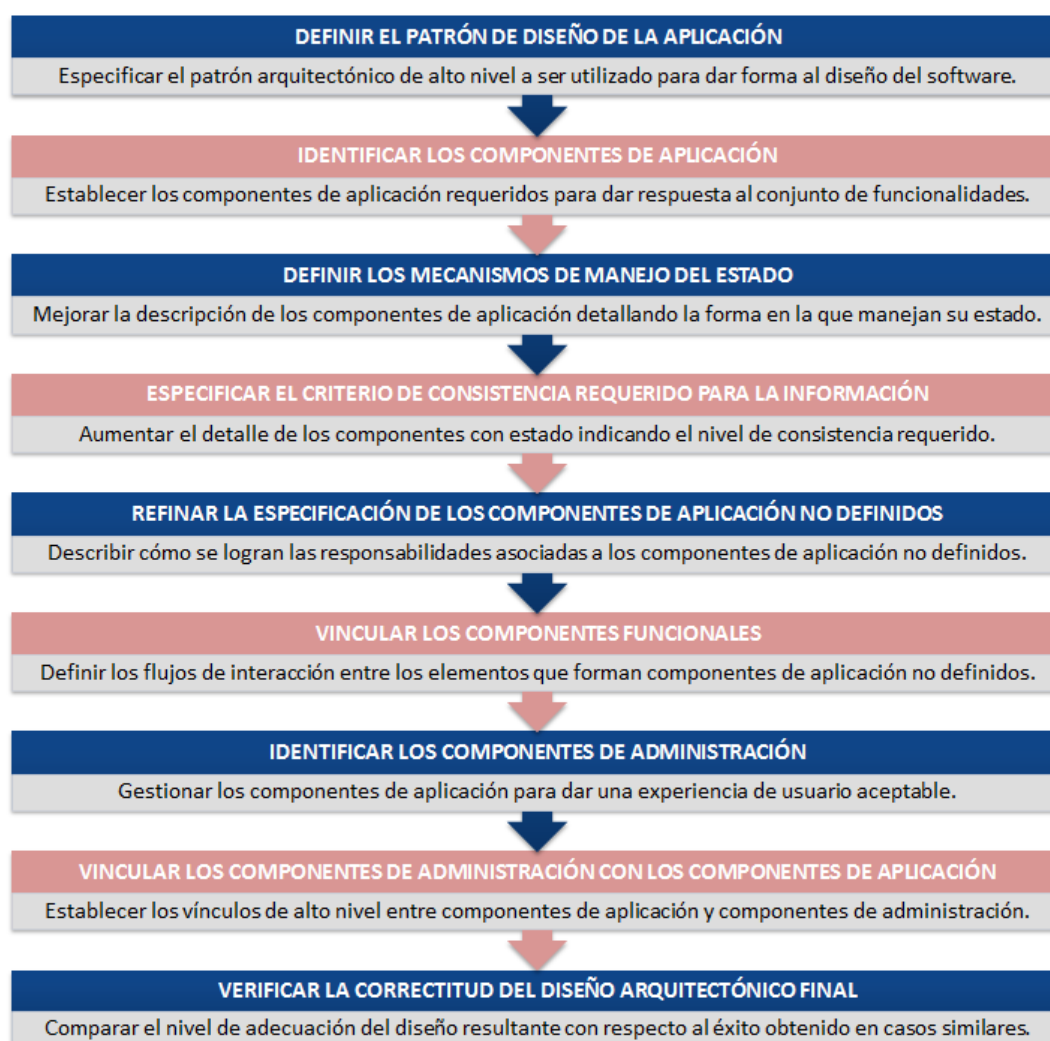 DEFINIR EL PATRÓN DE DISEÑO DE LA APLICACIÓN
Especificar el patrón arquitectónico de alto nivel a ser utilizado para dar forma al diseño del software.
IDENTIFICAR LOS COMPONENTES DE APLICACIÓN
Establecer los componentes de aplicación requeridos para dar respuesta al conjunto de funcionalidades.
DEFINIR LOS MECANISMOS DE MANEJO DEL ESTADO
Mejorar la descripción de los componentes de aplicación detallando la forma en la que manejan su estado.
ESPECIFICAR EL CRITERIO DE CONSISTENCIA REQUERIDO PARA LA INFORMACIÓN
Aumentar el detalle de los componentes con estado indicando el nivel de consistencia requerido.
REFINAR LA ESPECIFICACIÓN DE LOS COMPONENTES DE APLICACIÓN NO DEFINIDOS
Describir cómo se logran las responsabilidades asociadas a los componentes de aplicación no definidos.
VINCULAR LOS COMPONENTES FUNCIONALES
Definir los flujos de interacción entre los elementos que forman componentes de aplicación no definidos.
IDENTIFICAR LOS COMPONENTES DE ADMINISTRACIÓN
Gestionar los componentes de aplicación para dar una experiencia de usuario aceptable.
VINCULAR LOS COMPONENTES DE ADMINISTRACIÓN CON LOS COMPONENTES DE APLICACIÓN
Establecer los vínculos de alto nivel entre componentes de aplicación y componentes de administración.
VERIFICAR LA CORRECTITUD DEL DISEÑO ARQUITECTÓNICO FINAL
Comparar el nivel de adecuación del diseño resultante con respecto al éxito obtenido en casos similares.